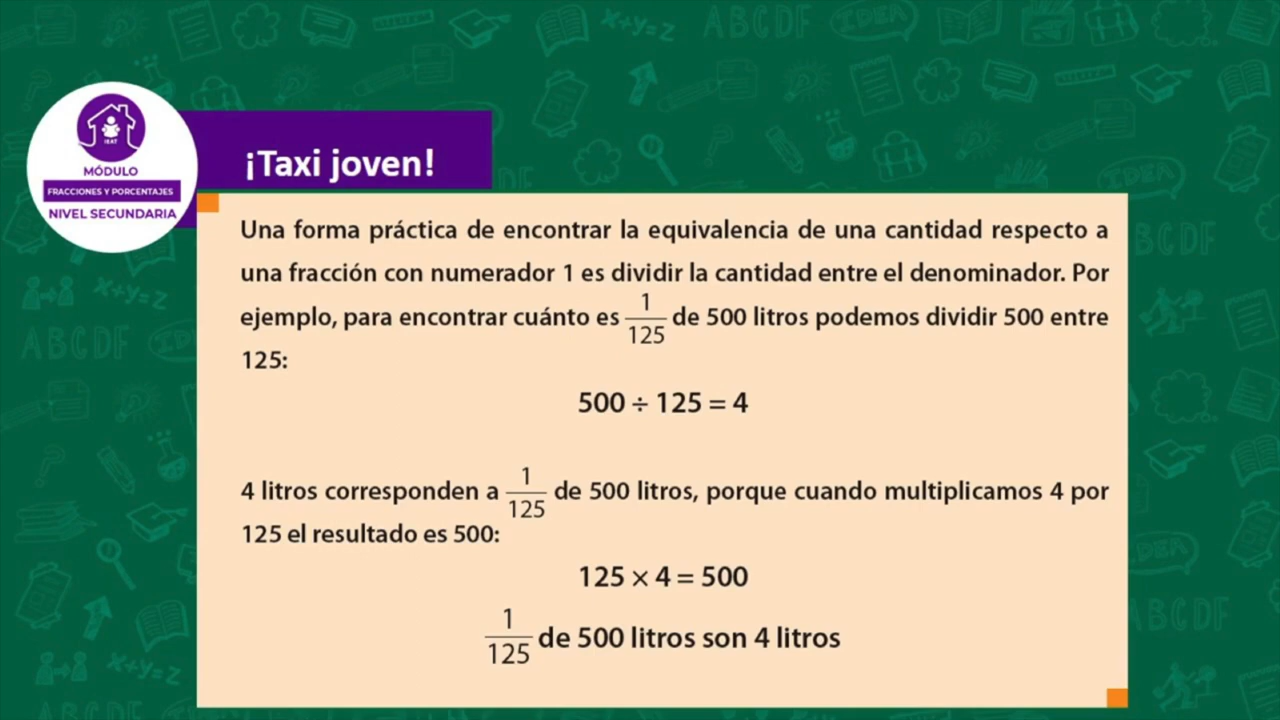 ISAT
MÓDULO
FRACCIONES Y PORCENTAJES
NIVEL SECUNDARIA
¡Taxi joven!
Una forma práctica de encontrar la equivalencia de una cantidad respecto a
una fracción con numerador 1 es dividir la cantidad entre el denominador. Por
ejemplo, para encontrar cuánto es 1/125 de 500 litros podemos dividir 500 entre
125:
500 ÷ 125 = 4
4 litros corresponden a 1/125 de 500 litros, porque cuando multiplicamos 4 por
125 el resultado es 500:
125 × 4 = 500
1/125 de 500 litros son 4 litros
ABCDF
IDEA
x+y=z